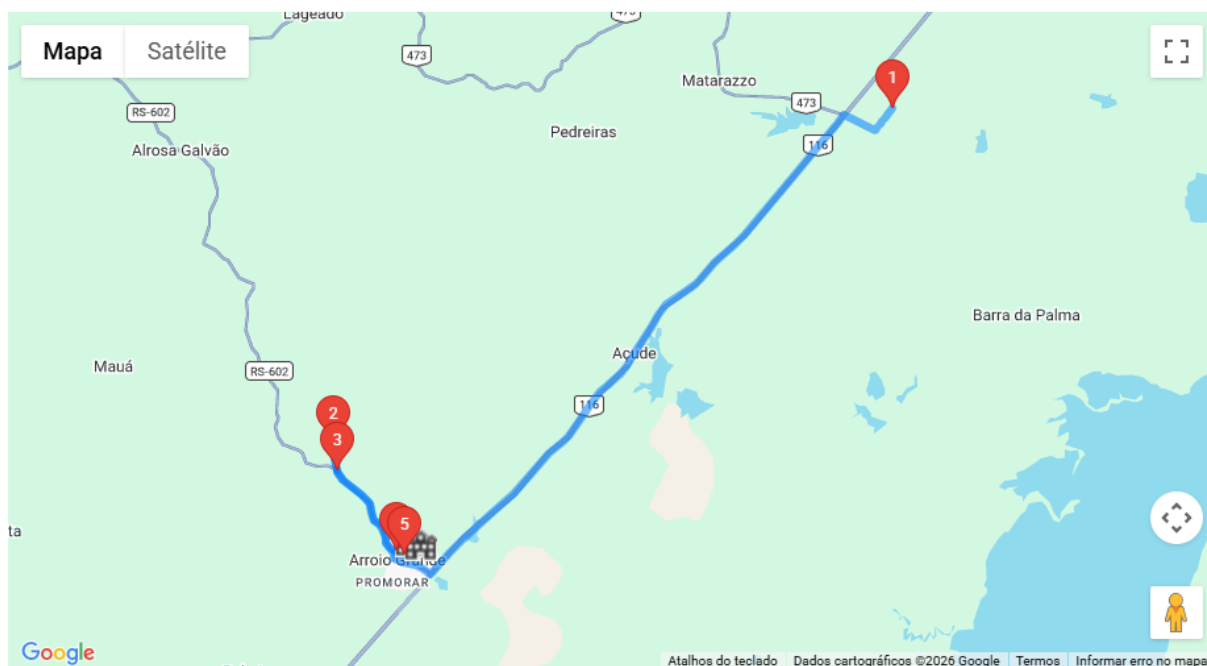 Lageado
473
Mapa
Satélite
473
Matarazzo
1
473
RS-602
Pedreiras
116
Alrosa Galvão
Barra da Palma
Açude
Mauá
RS-602
116
2
3
5
ta
Arroio Grande
PROMORAR
Google
Atalhos do teclado
Dados cartográficos ©2026 Google
Termos
Informar erro no mapa